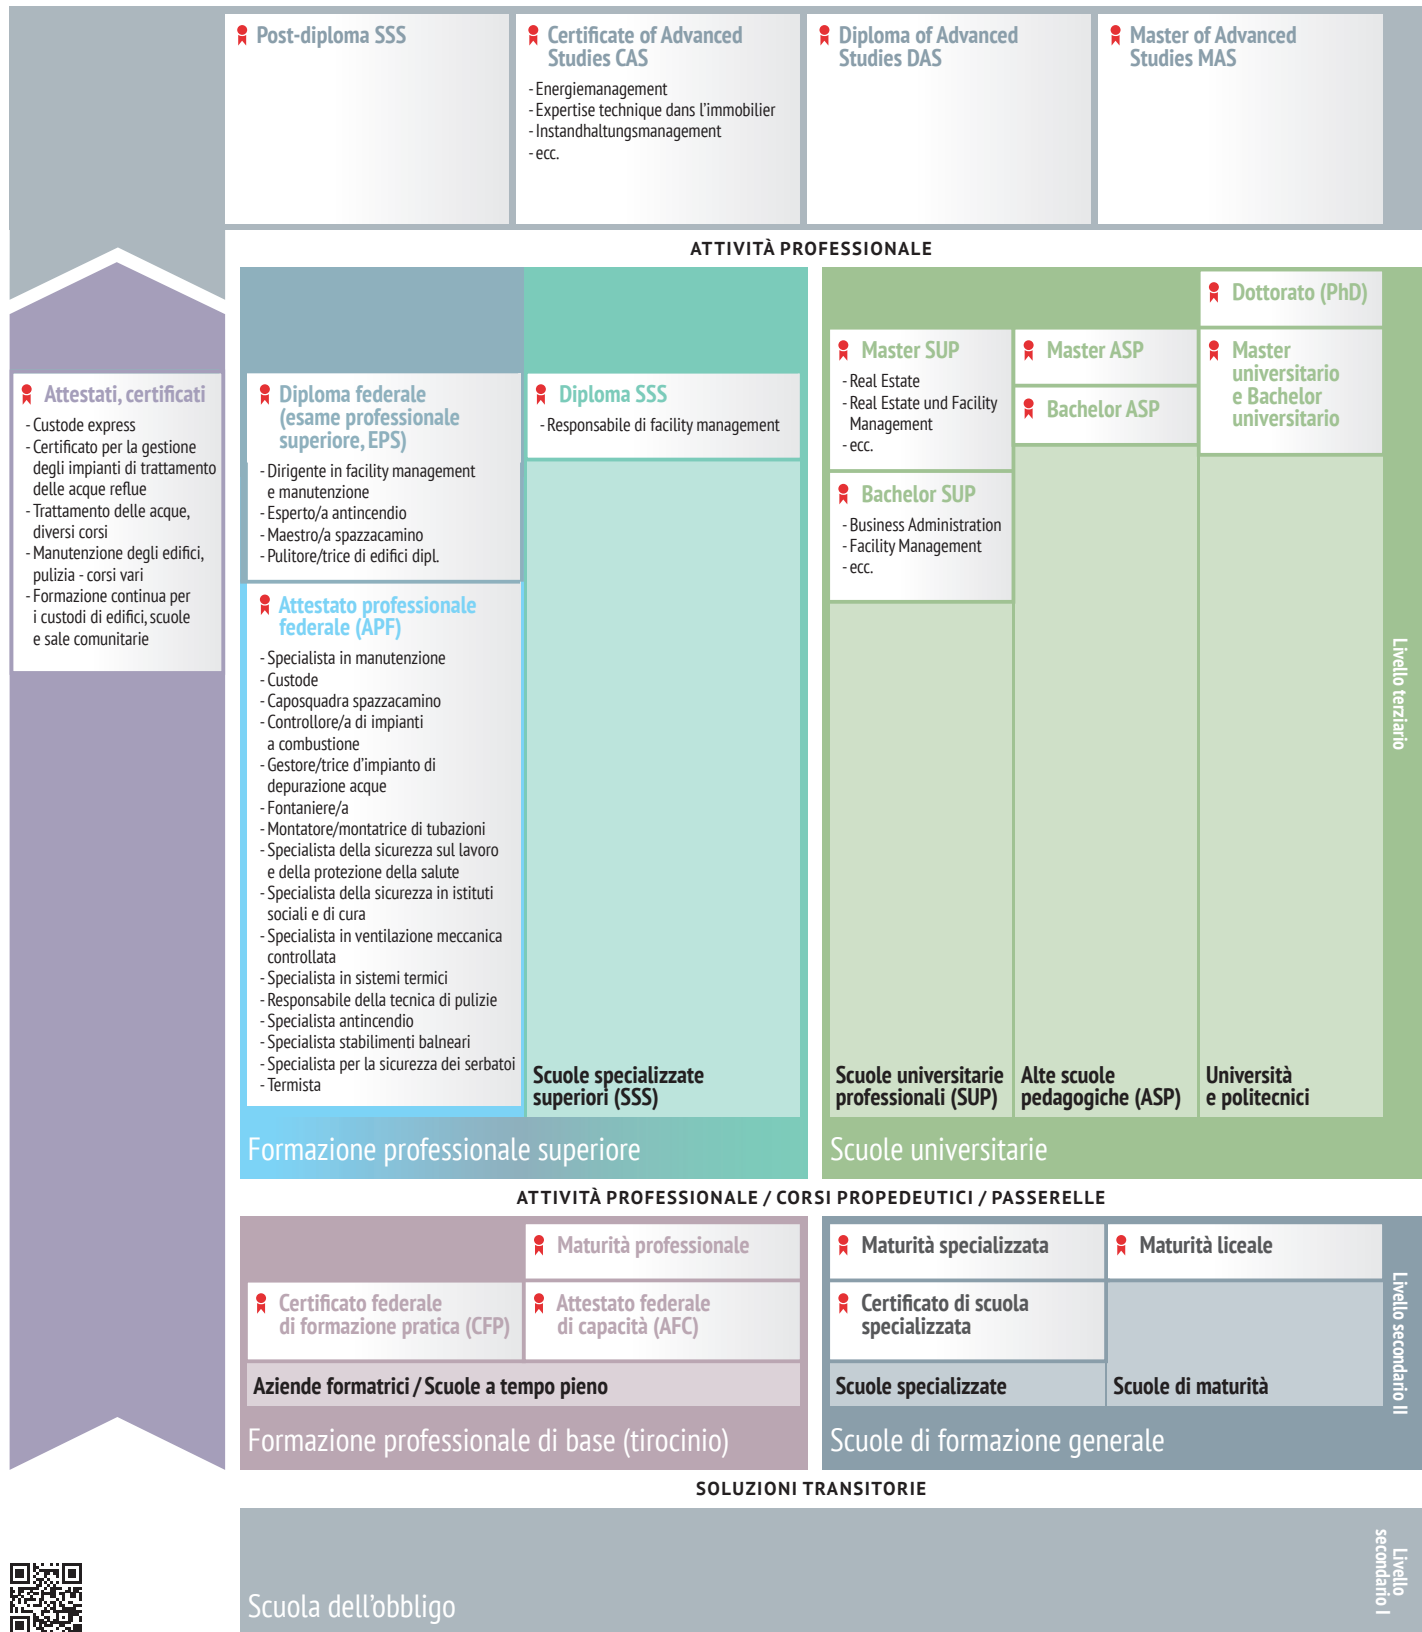 Post-diploma SSS
Certificate of Advanced
Studies CAS
- Energiemanagement
- Expertise technique dans l’immobilier
- Instandhaltungsmanagement
- ecc.
Diploma of Advanced
Studies DAS
Master of Advanced
Studies MAS
ATTIVITÀ PROFESSIONALE
Attestati, certificati
- Custode express
- Certificato per la gestione
degli impianti di trattamento
delle acque reflue
- Trattamento delle acque,
diversi corsi
- Manutenzione degli edifici,
pulizia - corsi vari
- Formazione continua per
i custodi di edifici, scuole
e sale comunitarie
Diploma federale
(esame professionale
superiore, EPS)
- Dirigente in facility management
e manutenzione
- Esperto/a antincendio
- Maestro/a spazzacamino
- Pulitore/trice di edifici dipl.
Attestato professionale
federale (APF)
- Specialista in manutenzione
- Custode
- Caposquadra spazzacamino
- Controllore/a di impianti
a combustione
- Gestore/trice d’impianto di
depurazione acque
- Fontaniere/a
- Montatore/montatrice di tubazioni
- Specialista della sicurezza sul lavoro
e della protezione della salute
- Specialista della sicurezza in istituti
sociali e di cura
- Specialista in ventilazione meccanica
controllata
- Specialista in sistemi termici
- Responsabile della tecnica di pulizie
- Specialista antincendio
- Specialista stabilimenti balneari
- Specialista per la sicurezza dei serbatoi
- Termista
Diploma SSS
- Responsabile di facility management
Scuole specializzate
superiori (SSS)
Formazione professionale superiore
Master SUP
- Real Estate
- Real Estate und Facility
Management
- ecc.
Bachelor SUP
- Business Administration
- Facility Management
- ecc.
Scuole universitarie
professionali (SUP)
Master ASP
Bachelor ASP
Alte scuole
pedagogiche (ASP)
Dottorato (PhD)
Master
universitario
e Bachelor
universitario
Università
e politecnici
Scuole universitarie
Livello terziario
ATTIVITÀ PROFESSIONALE / CORSI PROPEDEUTICI / PASSERELLE
Certificato federale
di formazione pratica (CFP)
Maturità professionale
Attestato federale
di capacità (AFC)
Aziende formatrici / Scuole a tempo pieno
Formazione professionale di base (tirocinio)
Maturità specializzata
Certificato di scuola
specializzata
Scuole specializzate
Maturità liceale
Scuole di maturità
Scuole di formazione generale
Livello secondario II
SOLUZIONI TRANSITORIE
Scuola dell’obbligo
Livello
secondario I